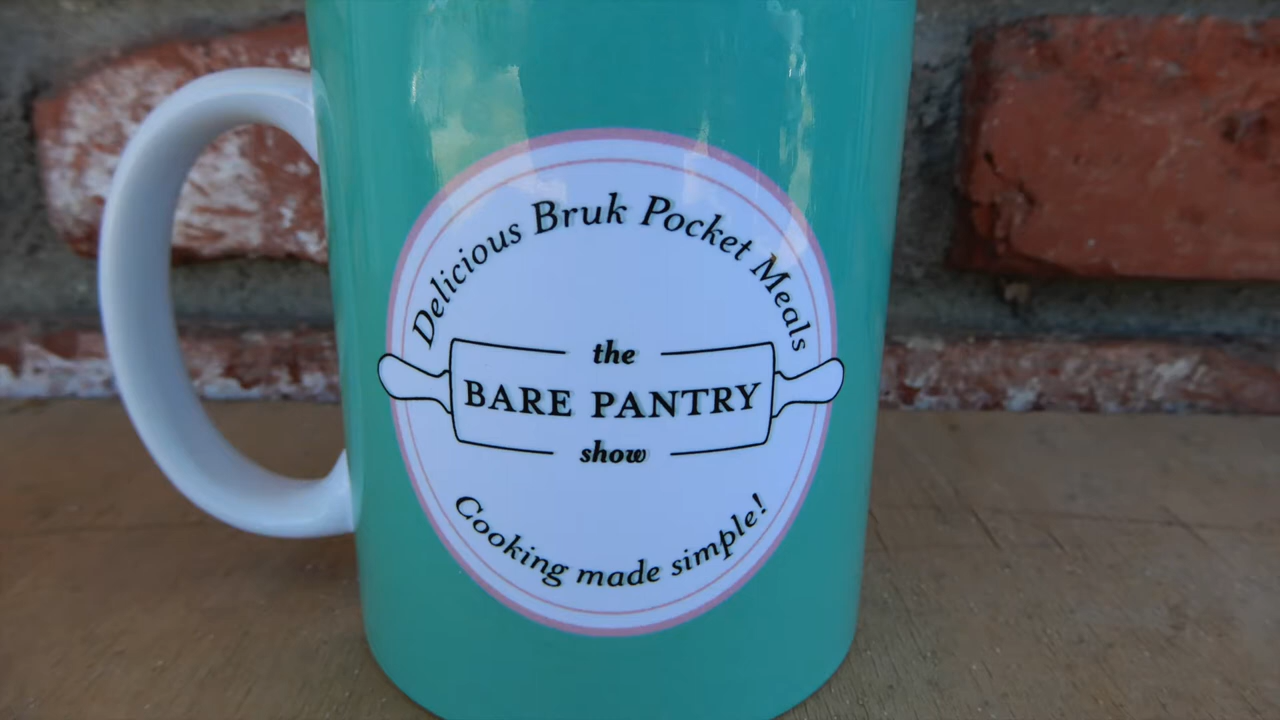 Delicious Bruk Pocket Meals
the
BARE PANTRY
show
Cooking made simple!